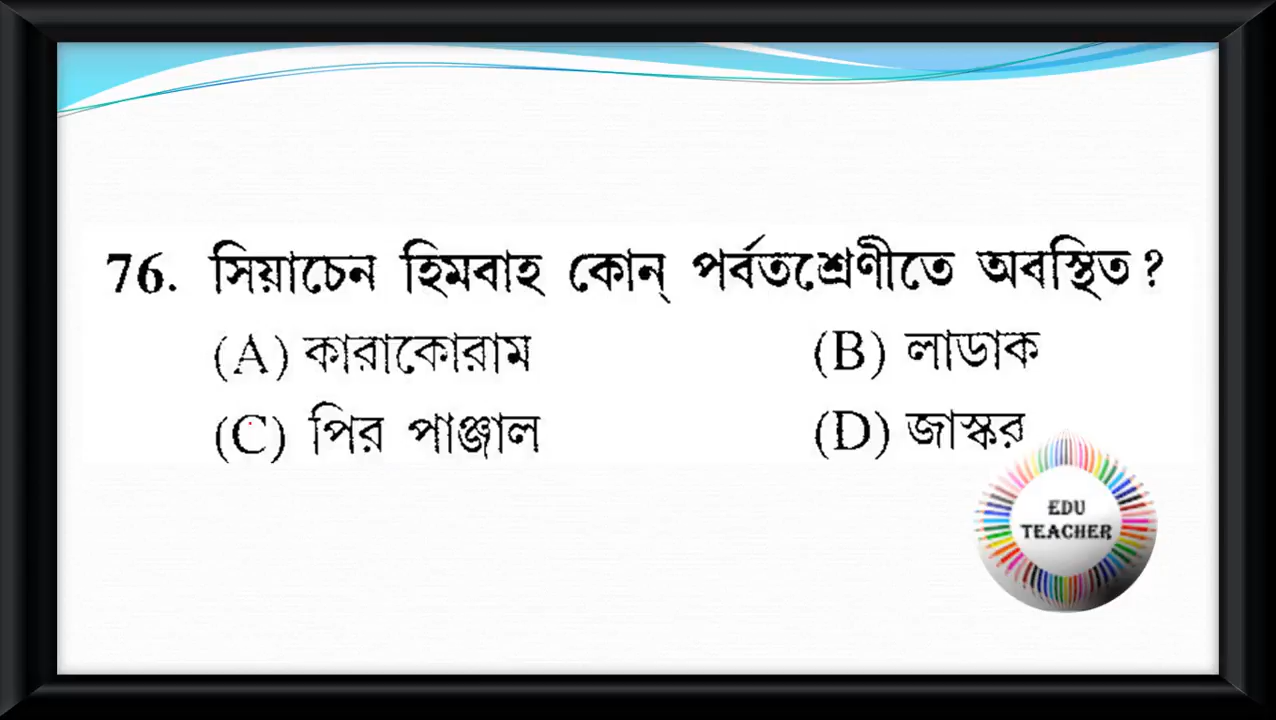 76. সিয়াচেন হিমবাহ কোন্ পর্বতশ্রেণীতে অবস্থিত ?
(A) কারাকোরাম (B) লাডাক
(C) পির পাঞ্জাল (D) জাস্কর
EDU
TEACHER